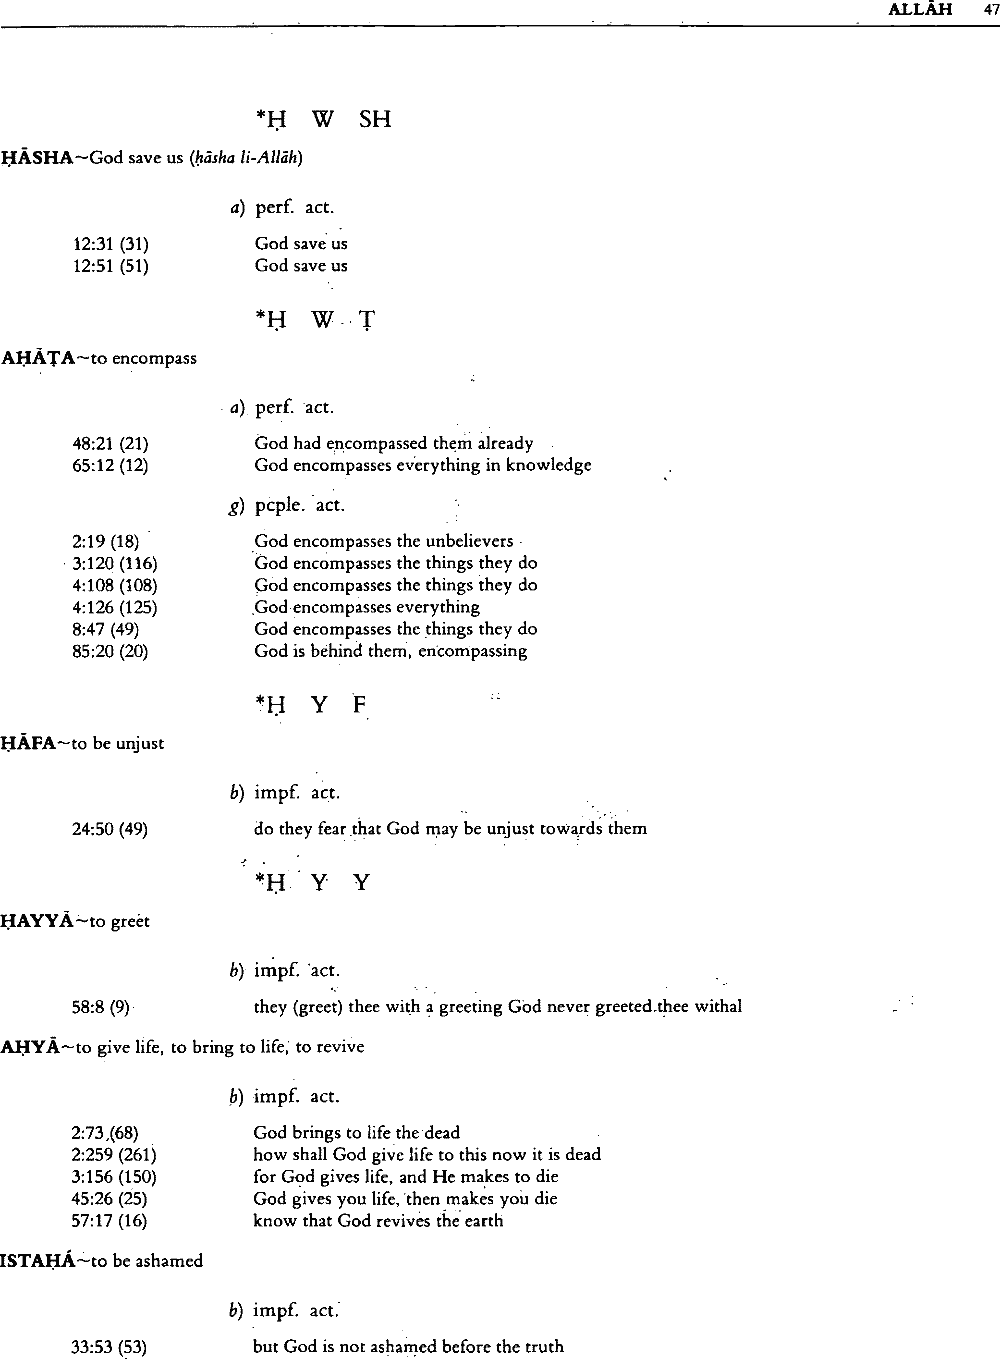 ALLĀH 47
*Ḥ W SH
ḤĀSHA~God save us (ḥāsha li-Allāh)
a) perf. act.
12:31 (31) God save us
12:51 (51) God save us
*Ḥ W Ṭ
AḤĀṬA~to encompass
a) perf. act.
48:21 (21) God had encompassed them already
65:12 (12) God encompasses everything in knowledge
g) pcple. act.
2:19 (18) God encompasses the unbelievers
3:120 (116) God encompasses the things they do
4:108 (108) God encompasses the things they do
4:126 (125) God encompasses everything
8:47 (49) God encompasses the things they do
85:20 (20) God is behind them, encompassing
*Ḥ Y F
ḤĀFA~to be unjust
b) impf. act.
24:50 (49) do they fear that God may be unjust towards them
*Ḥ Y Y
ḤAYYĀ~to greet
b) impf. act.
58:8 (9) they (greet) thee with a greeting God never greeted thee withal
AḤYĀ~to give life, to bring to life, to revive
b) impf. act.
2:73 (68) God brings to life the dead
2:259 (261) how shall God give life to this now it is dead
3:156 (150) for God gives life, and He makes to die
45:26 (25) God gives you life, then makes you die
57:17 (16) know that God revives the earth
ISTAḤÁ~to be ashamed
b) impf. act.
33:53 (53) but God is not ashamed before the truth